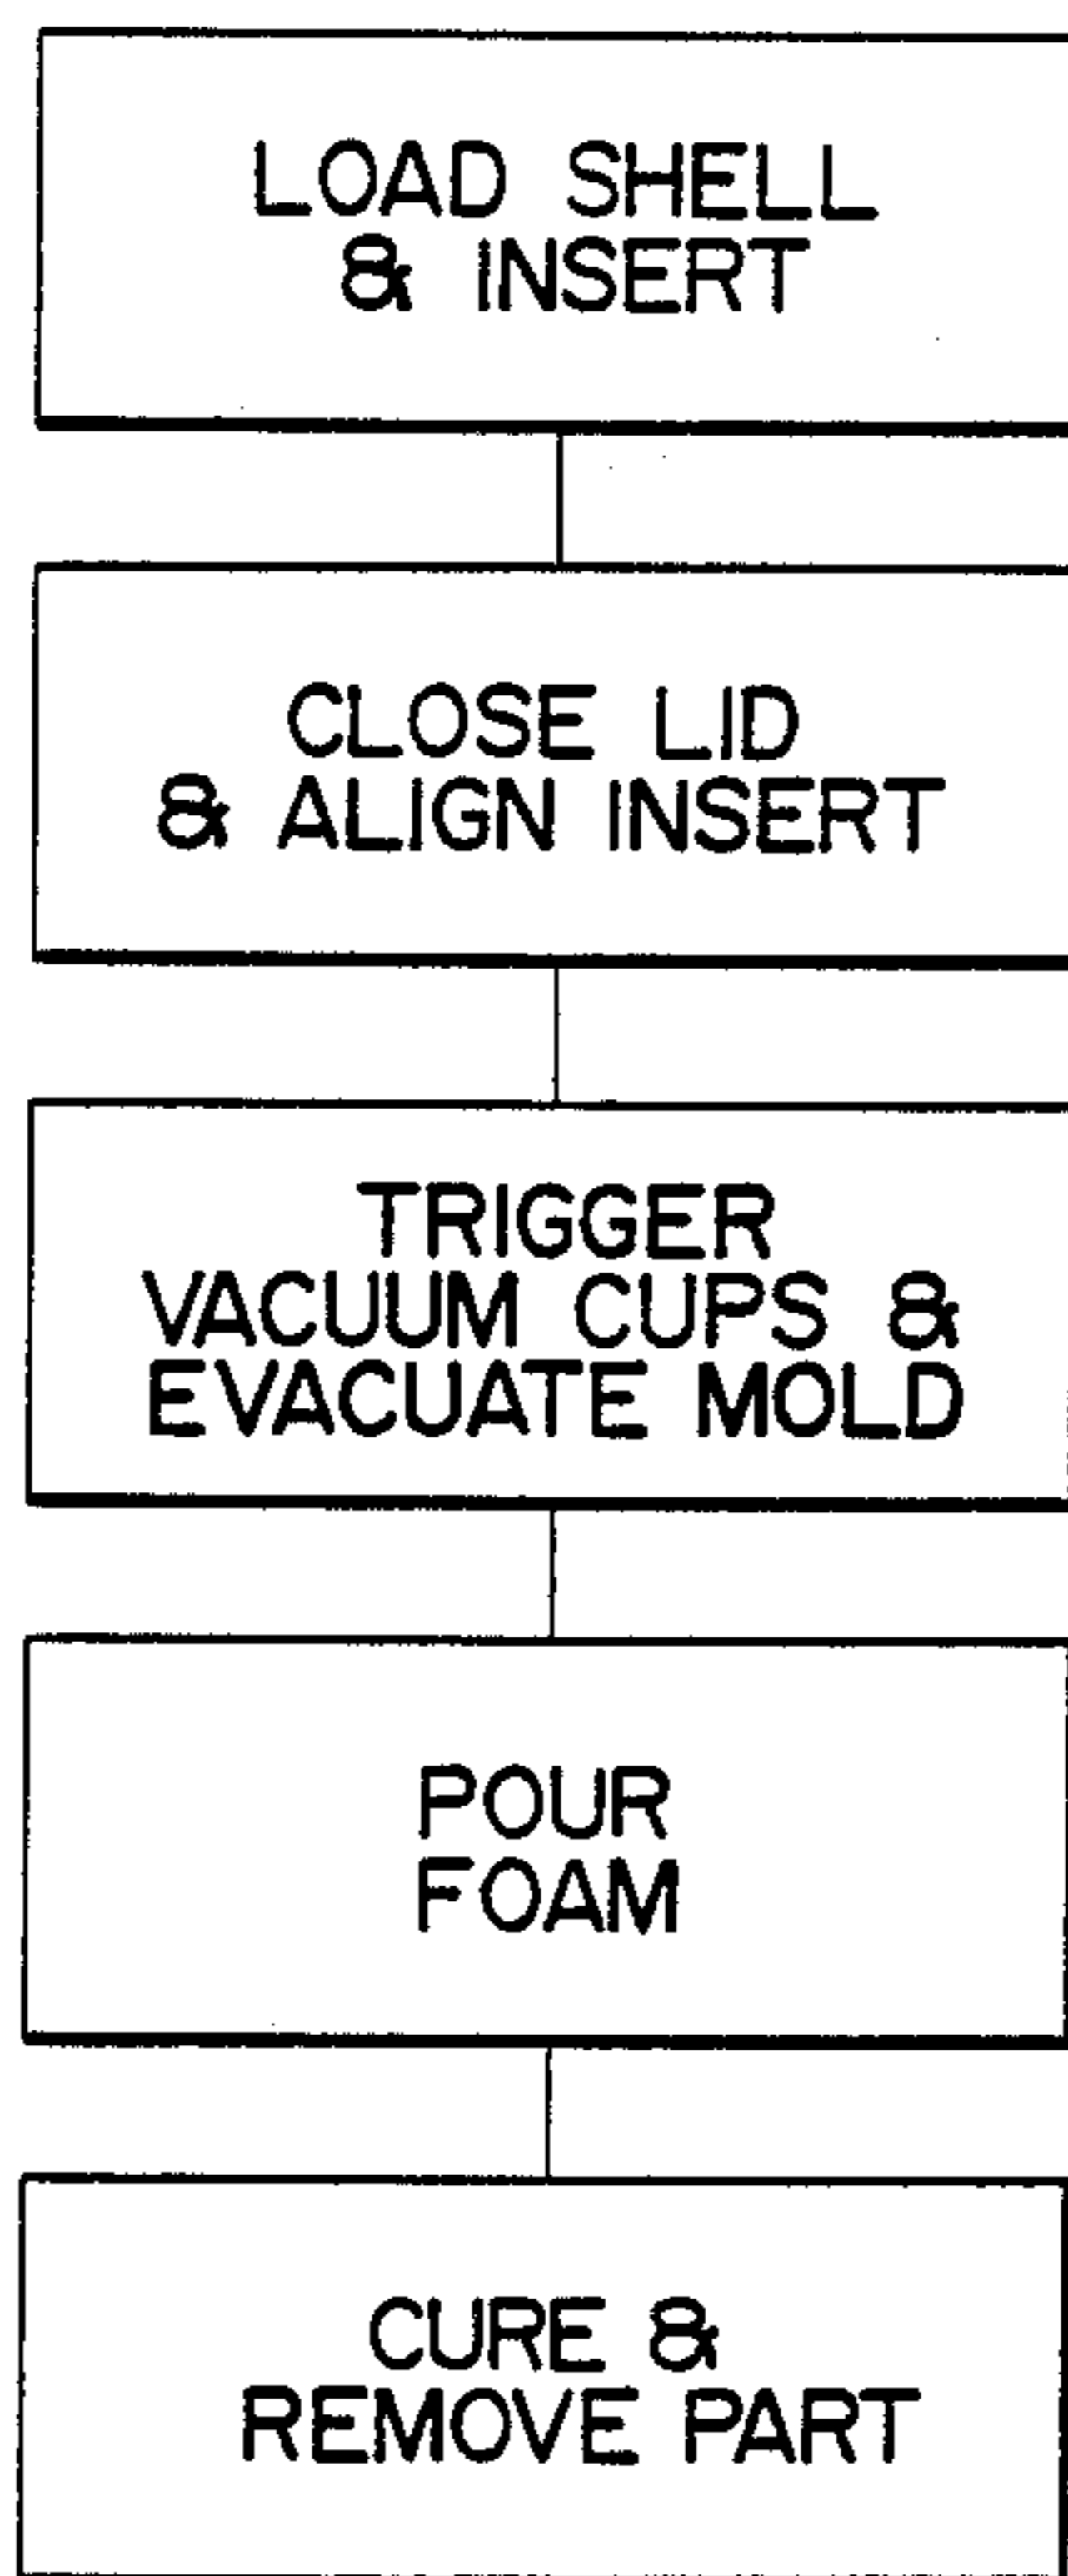 LOAD SHELL
& INSERT
CLOSE LID
& ALIGN INSERT
TRIGGER
VACUUM CUPS &
EVACUATE MOLD
POUR
FOAM
CURE &
REMOVE PART